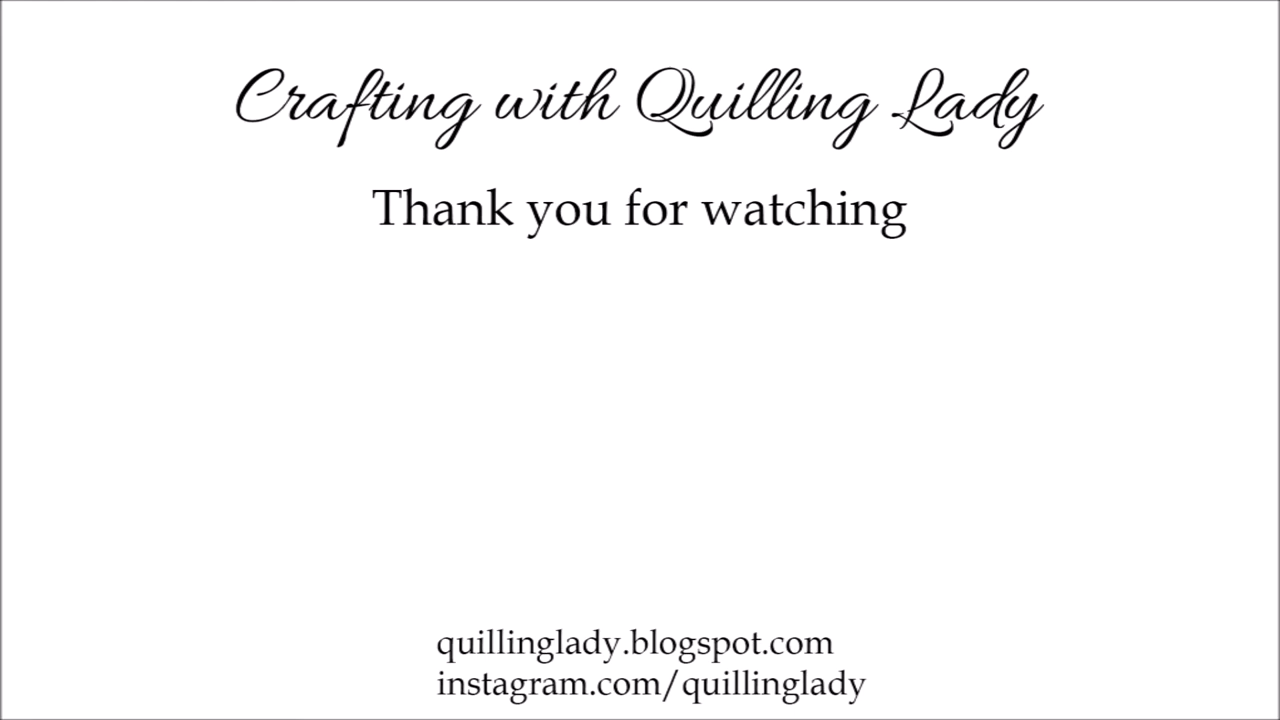 Crafting with Quilling Lady
Thank you for watching
quillinglady.blogspot.com
instagram.com/quillinglady